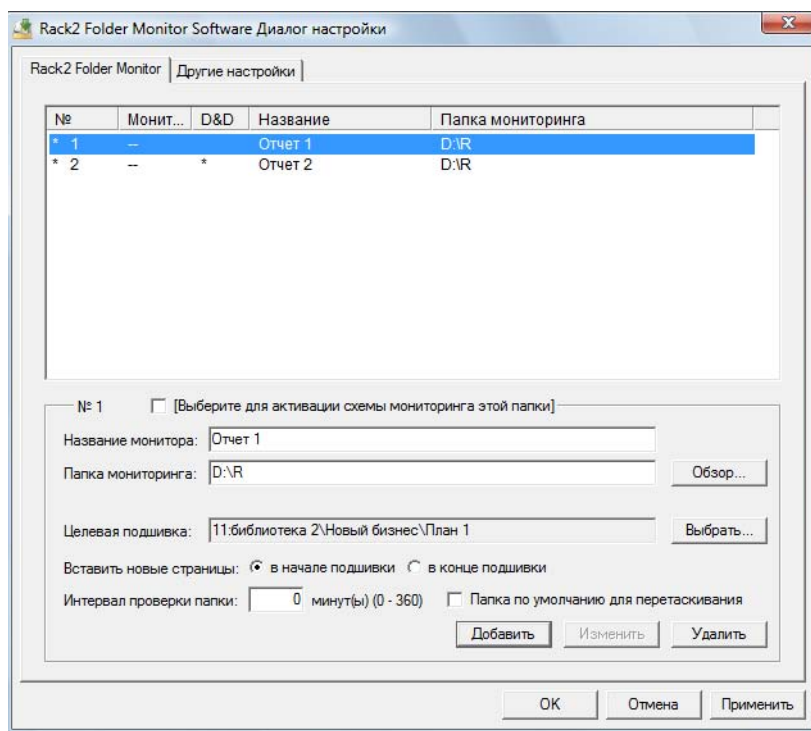 Rack2 Folder Monitor Software Диалог настройки
Rack2 Folder Monitor Другие настройки
№ Монит... D&D Название Папка мониторинга
* 1 -- Отчет 1 D:\R
* 2 -- * Отчет 2 D:\R
№ 1 [Выберите для активации схемы мониторинга этой папки]
Название монитора: Отчет 1
Папка мониторинга: D:\R Обзор...
Целевая подшивка: 11:библиотека 2\Новый бизнес\План 1 Выбрать...
Вставить новые страницы: в начале подшивки в конце подшивки
Интервал проверки папки: 0 минут(ы) (0 - 360) Папка по умолчанию для перетаскивания
Добавить Изменить Удалить
OK Отмена Применить